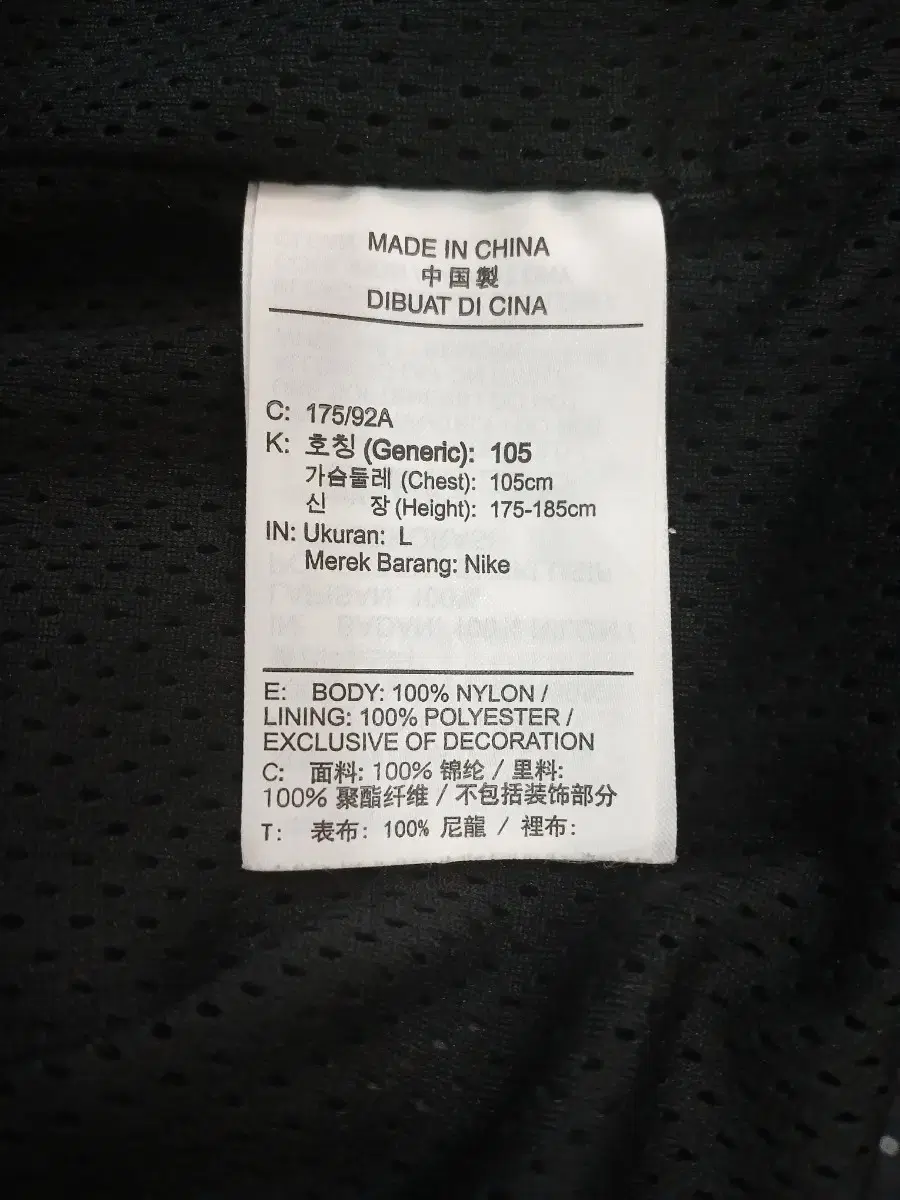 MADE IN CHINA
中国製
DIBUAT DI CINA
C: 175/92A
K: 호칭 (Generic): 105
가슴둘레 (Chest): 105cm
신 장 (Height): 175-185cm
IN: Ukuran: L
Merek Barang: Nike
E: BODY: 100% NYLON /
LINING: 100% POLYESTER /
EXCLUSIVE OF DECORATION
C: 面料: 100% 锦纶 / 里料:
100% 聚酯纤维 / 不包括装饰部分
T: 表布: 100% 尼龍 / 裡布: